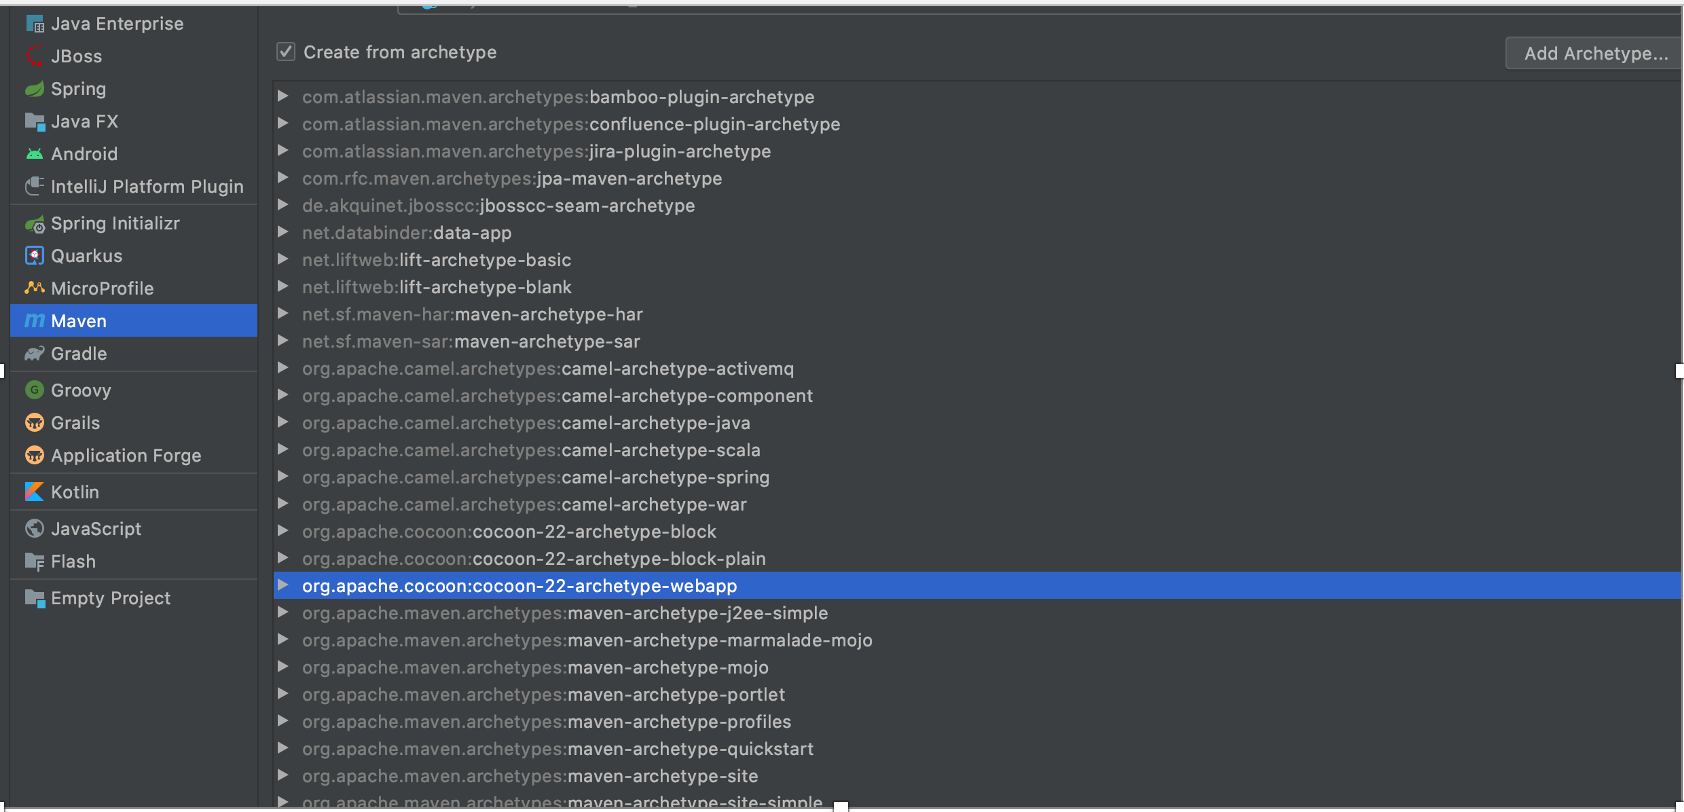 Java Enterprise
JBoss
Spring
Java FX
Android
IntelliJ Platform Plugin
Spring Initializr
Quarkus
MicroProfile
Maven
Gradle
Groovy
Grails
Application Forge
Kotlin
JavaScript
Flash
Empty Project
Create from archetype
Add Archetype...
com.atlassian.maven.archetypes:bamboo-plugin-archetype
com.atlassian.maven.archetypes:confluence-plugin-archetype
com.atlassian.maven.archetypes:jira-plugin-archetype
com.rfc.maven.archetypes:jpa-maven-archetype
de.akquinet.jbosscc:jbosscc-seam-archetype
net.databinder:data-app
net.liftweb:lift-archetype-basic
net.liftweb:lift-archetype-blank
net.sf.maven-har:maven-archetype-har
net.sf.maven-sar:maven-archetype-sar
org.apache.camel.archetypes:camel-archetype-activemq
org.apache.camel.archetypes:camel-archetype-component
org.apache.camel.archetypes:camel-archetype-java
org.apache.camel.archetypes:camel-archetype-scala
org.apache.camel.archetypes:camel-archetype-spring
org.apache.camel.archetypes:camel-archetype-war
org.apache.cocoon:cocoon-22-archetype-block
org.apache.cocoon:cocoon-22-archetype-block-plain
org.apache.cocoon:cocoon-22-archetype-webapp
org.apache.maven.archetypes:maven-archetype-j2ee-simple
org.apache.maven.archetypes:maven-archetype-marmalade-mojo
org.apache.maven.archetypes:maven-archetype-mojo
org.apache.maven.archetypes:maven-archetype-portlet
org.apache.maven.archetypes:maven-archetype-profiles
org.apache.maven.archetypes:maven-archetype-quickstart
org.apache.maven.archetypes:maven-archetype-site
org.apache.maven.archetypes:maven-archetype-site-simple